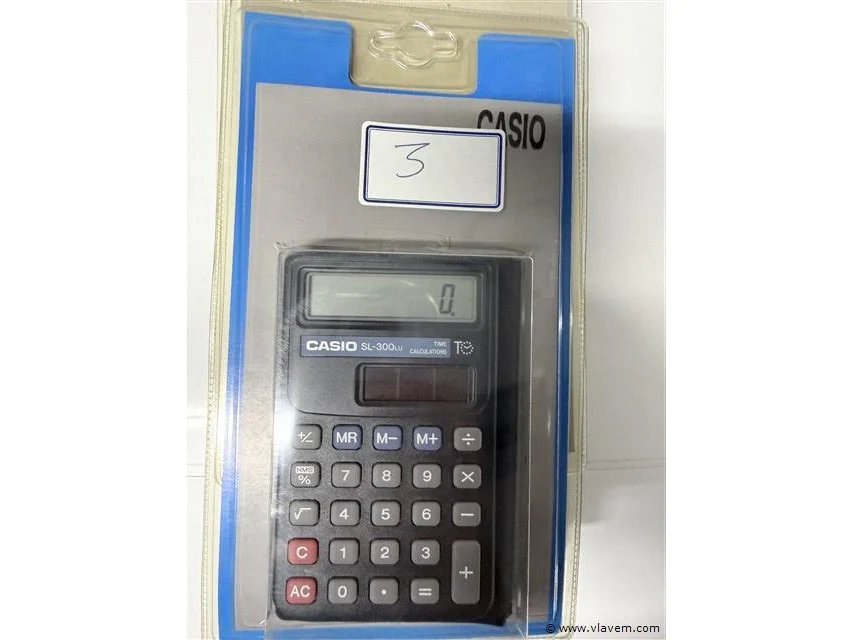 CASIO
3
0.
CASIO SL-300LU TIME CALCULATIONS T
+/− MR M− M+ ÷
HMS % 7 8 9 ×
√ 4 5 6 −
C 1 2 3
+
AC 0 • =
© www.vlavem.com